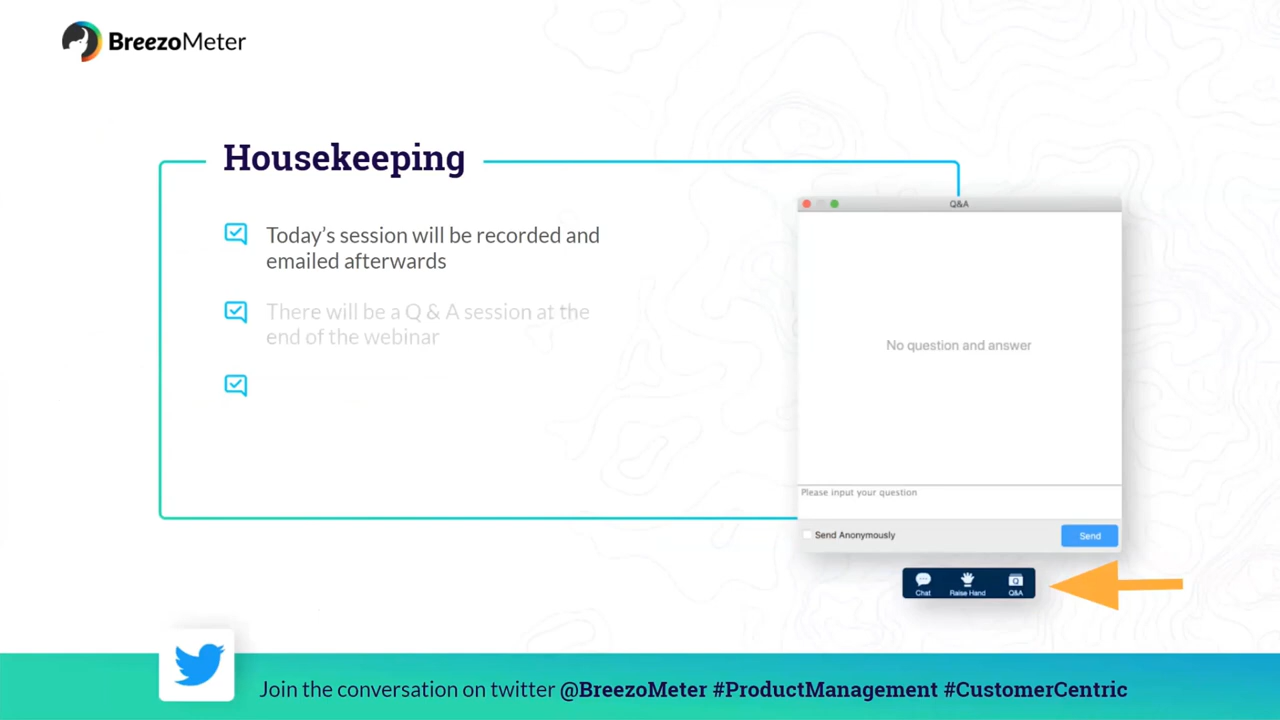 BreezoMeter
Housekeeping
Today’s session will be recorded and
emailed afterwards
There will be a Q & A session at the
end of the webinar
Q&A
No question and answer
Please input your question
Send Anonymously
Send
Chat
Raise Hand
Q&A
Join the conversation on twitter @BreezoMeter #ProductManagement #CustomerCentric